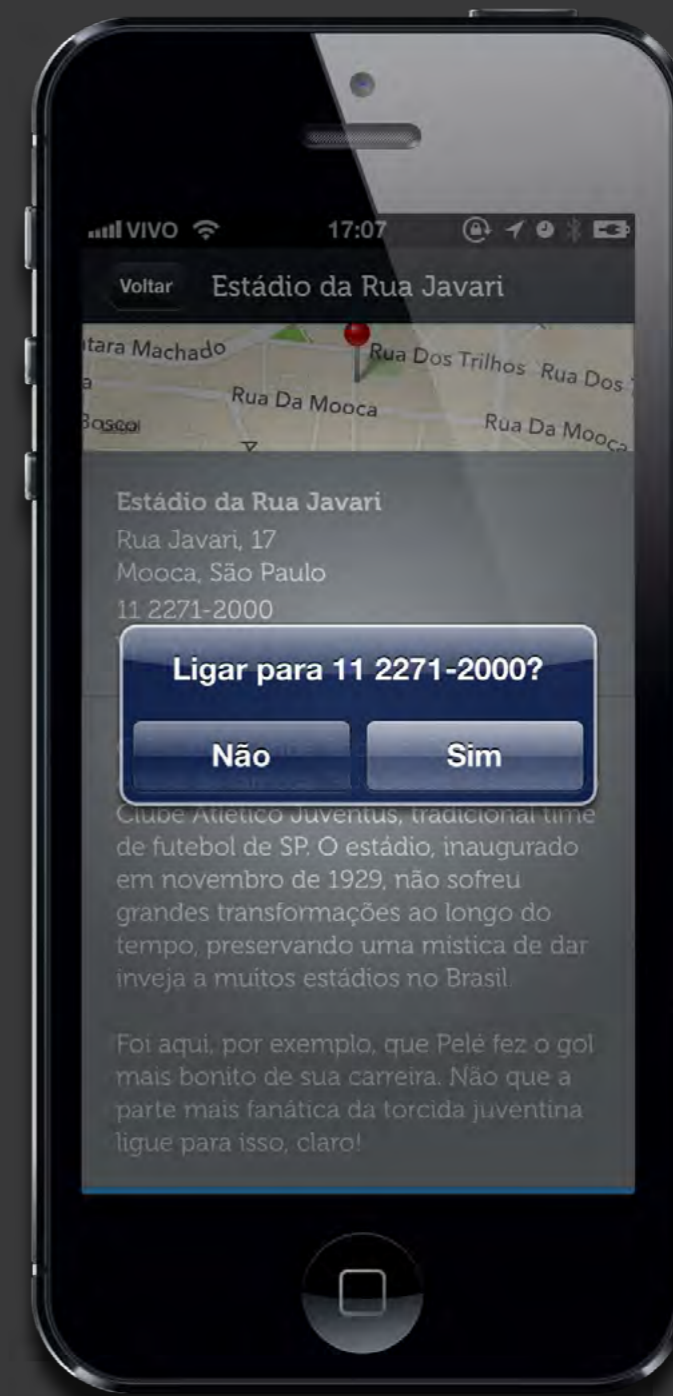 VIVO 17:07
Voltar Estádio da Rua Javari
tara Machado
Rua Dos Trilhos Rua Dos
Rua Da Mooca
Bosco
Rua Da Mooca
Estádio da Rua Javari
Rua Javari, 17
Mooca, São Paulo
11 2271-2000
Ligar para 11 2271-2000?
Não Sim
Clube Atlético Juventus, tradicional time
de futebol de SP. O estádio, inaugurado
em novembro de 1929, não sofreu
grandes transformações ao longo do
tempo, preservando uma mistica de dar
inveja a muitos estádios no Brasil.
Foi aqui, por exemplo, que Pelé fez o gol
mais bonito de sua carreira. Não que a
parte mais fanática da torcida juventina
ligue para isso, claro!